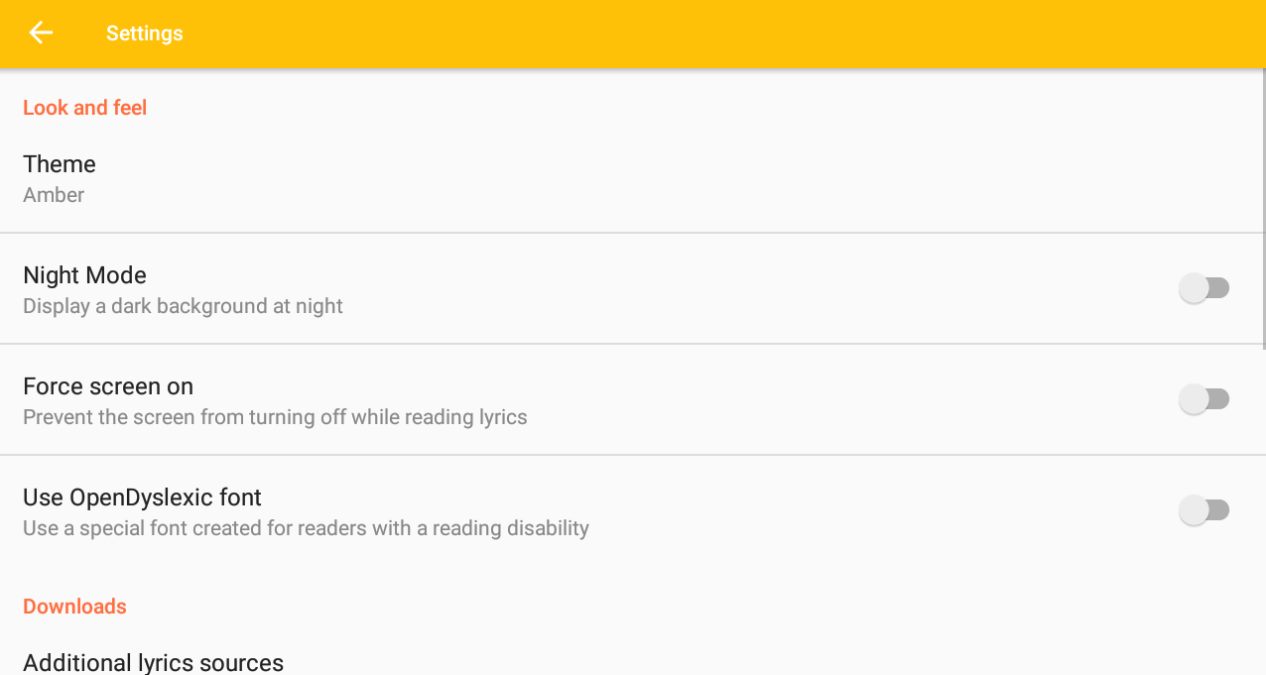 Settings
Look and feel
Theme
Amber
Night Mode
Display a dark background at night
Force screen on
Prevent the screen from turning off while reading lyrics
Use OpenDyslexic font
Use a special font created for readers with a reading disability
Downloads
Additional lyrics sources